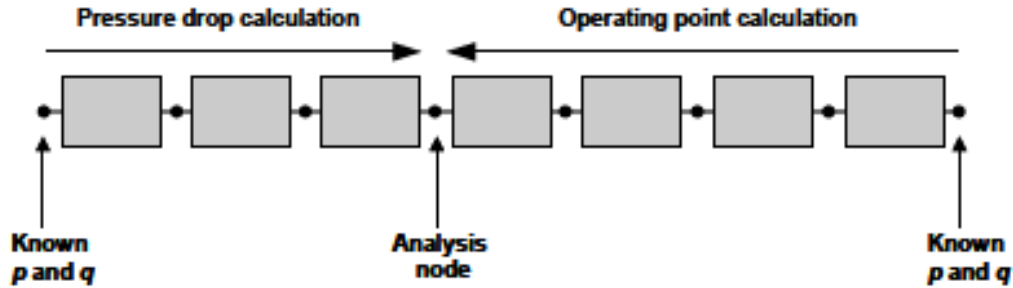 Pressure drop calculation
Operating point calculation
Known
p and q
Analysis
node
Known
p and q